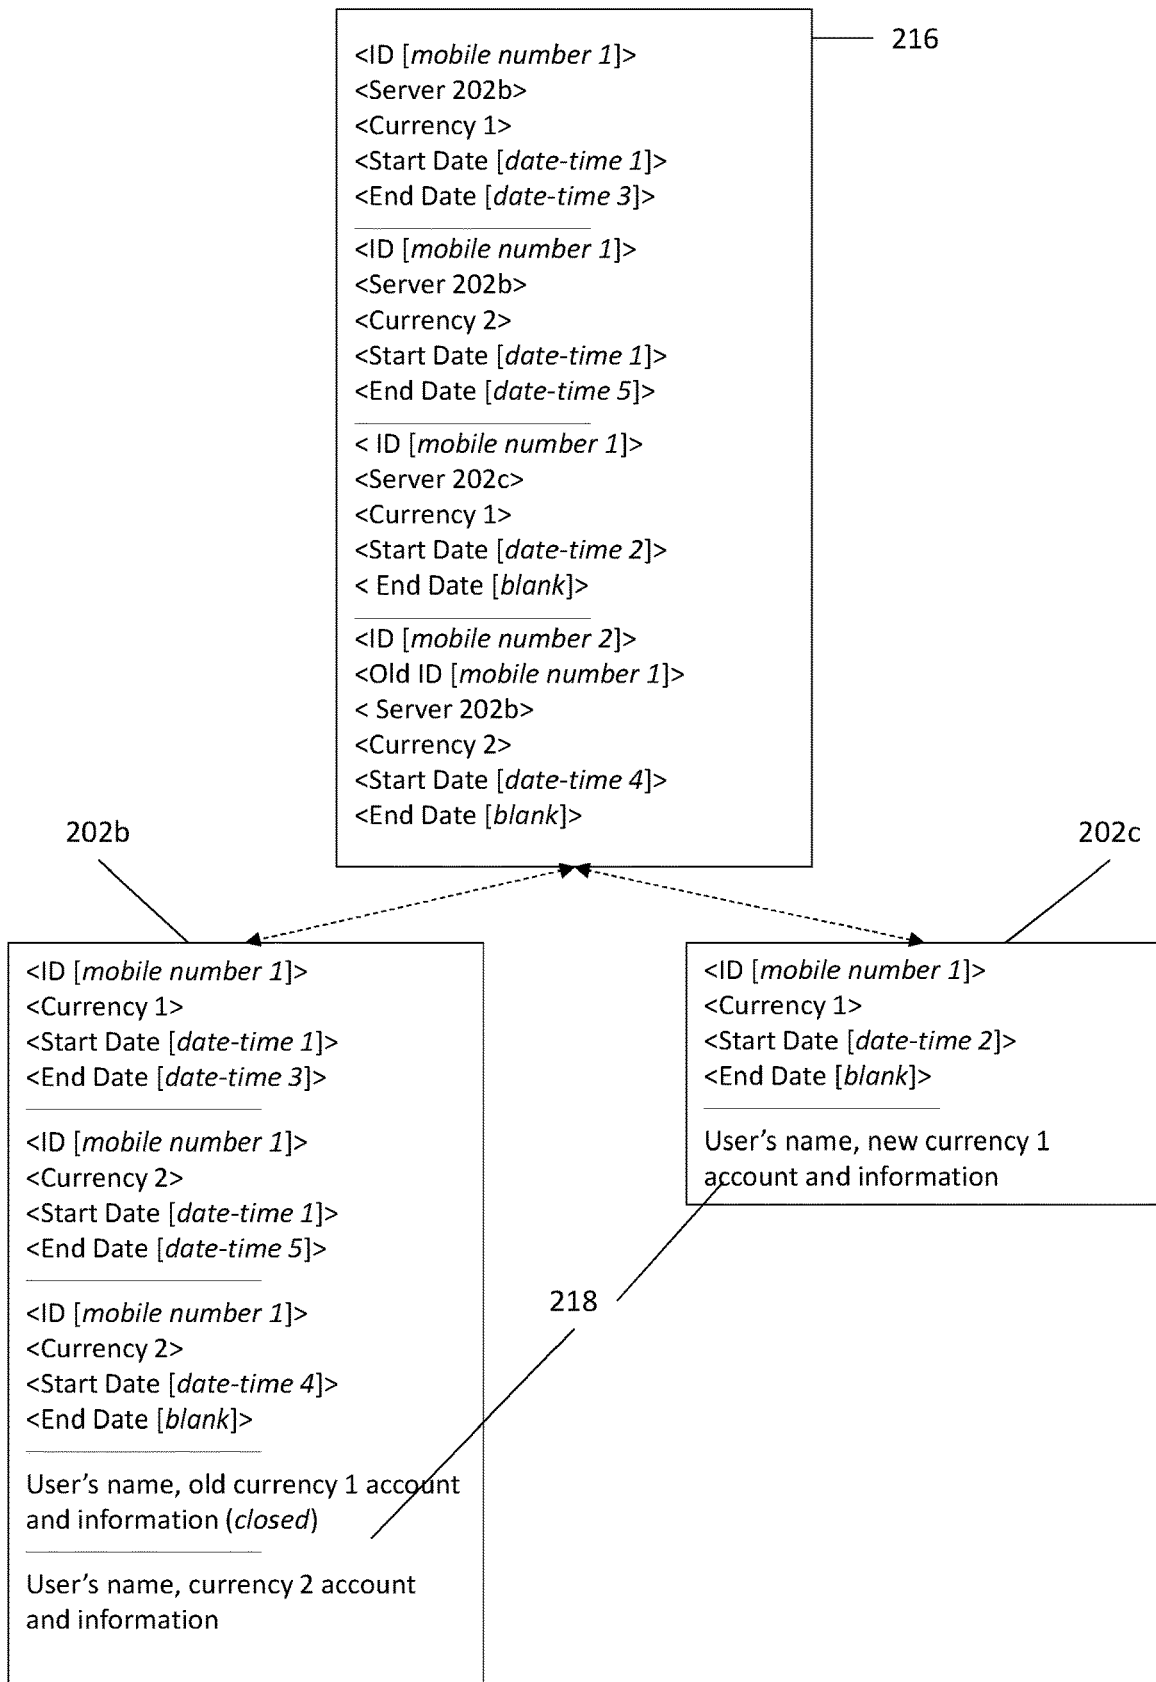 216
<ID [mobile number 1]>
<Server 202b>
<Currency 1>
<Start Date [date-time 1]>
<End Date [date-time 3]>
<ID [mobile number 1]>
<Server 202b>
<Currency 2>
<Start Date [date-time 1]>
<End Date [date-time 5]>
< ID [mobile number 1]>
<Server 202c>
<Currency 1>
<Start Date [date-time 2]>
< End Date [blank]>
<ID [mobile number 2]>
<Old ID [mobile number 1]>
< Server 202b>
<Currency 2>
<Start Date [date-time 4]>
<End Date [blank]>
202b
<ID [mobile number 1]>
<Currency 1>
<Start Date [date-time 1]>
<End Date [date-time 3]>
<ID [mobile number 1]>
<Currency 2>
<Start Date [date-time 1]>
<End Date [date-time 5]>
<ID [mobile number 1]>
<Currency 2>
<Start Date [date-time 4]>
<End Date [blank]>
User’s name, old currency 1 account
and information (closed)
User’s name, currency 2 account
and information
202c
<ID [mobile number 1]>
<Currency 1>
<Start Date [date-time 2]>
<End Date [blank]>
User’s name, new currency 1
account and information
218